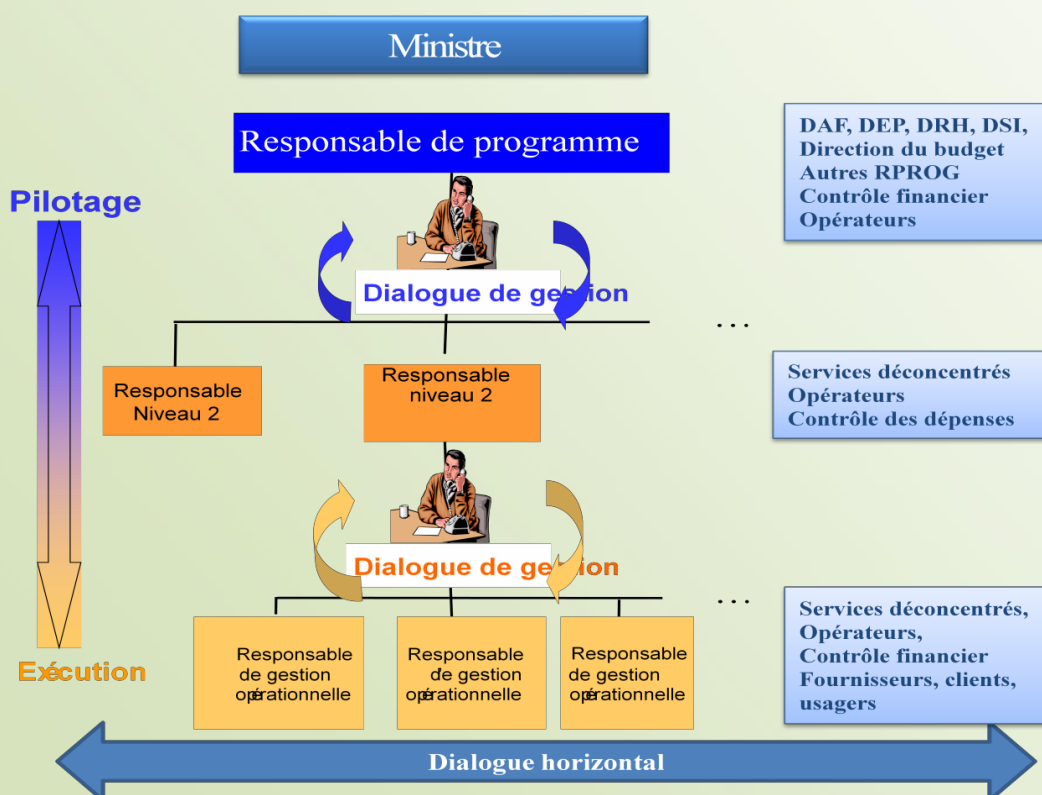 Ministre
Responsable de programme
DAF, DEP, DRH, DSI,
Direction du budget
Autres RPROG
Contrôle financier
Opérateurs
Pilotage
Dialogue de gestion
...
Responsable
Niveau 2
Responsable
niveau 2
Services déconcentrés
Opérateurs
Contrôle des dépenses
Dialogue de gestion
...
Responsable
de gestion
opérationnelle
Responsable
de gestion
opérationnelle
Responsable
de gestion
opérationnelle
Services déconcentrés,
Opérateurs,
Contrôle financier
Fournisseurs, clients,
usagers
Exécution
Dialogue horizontal